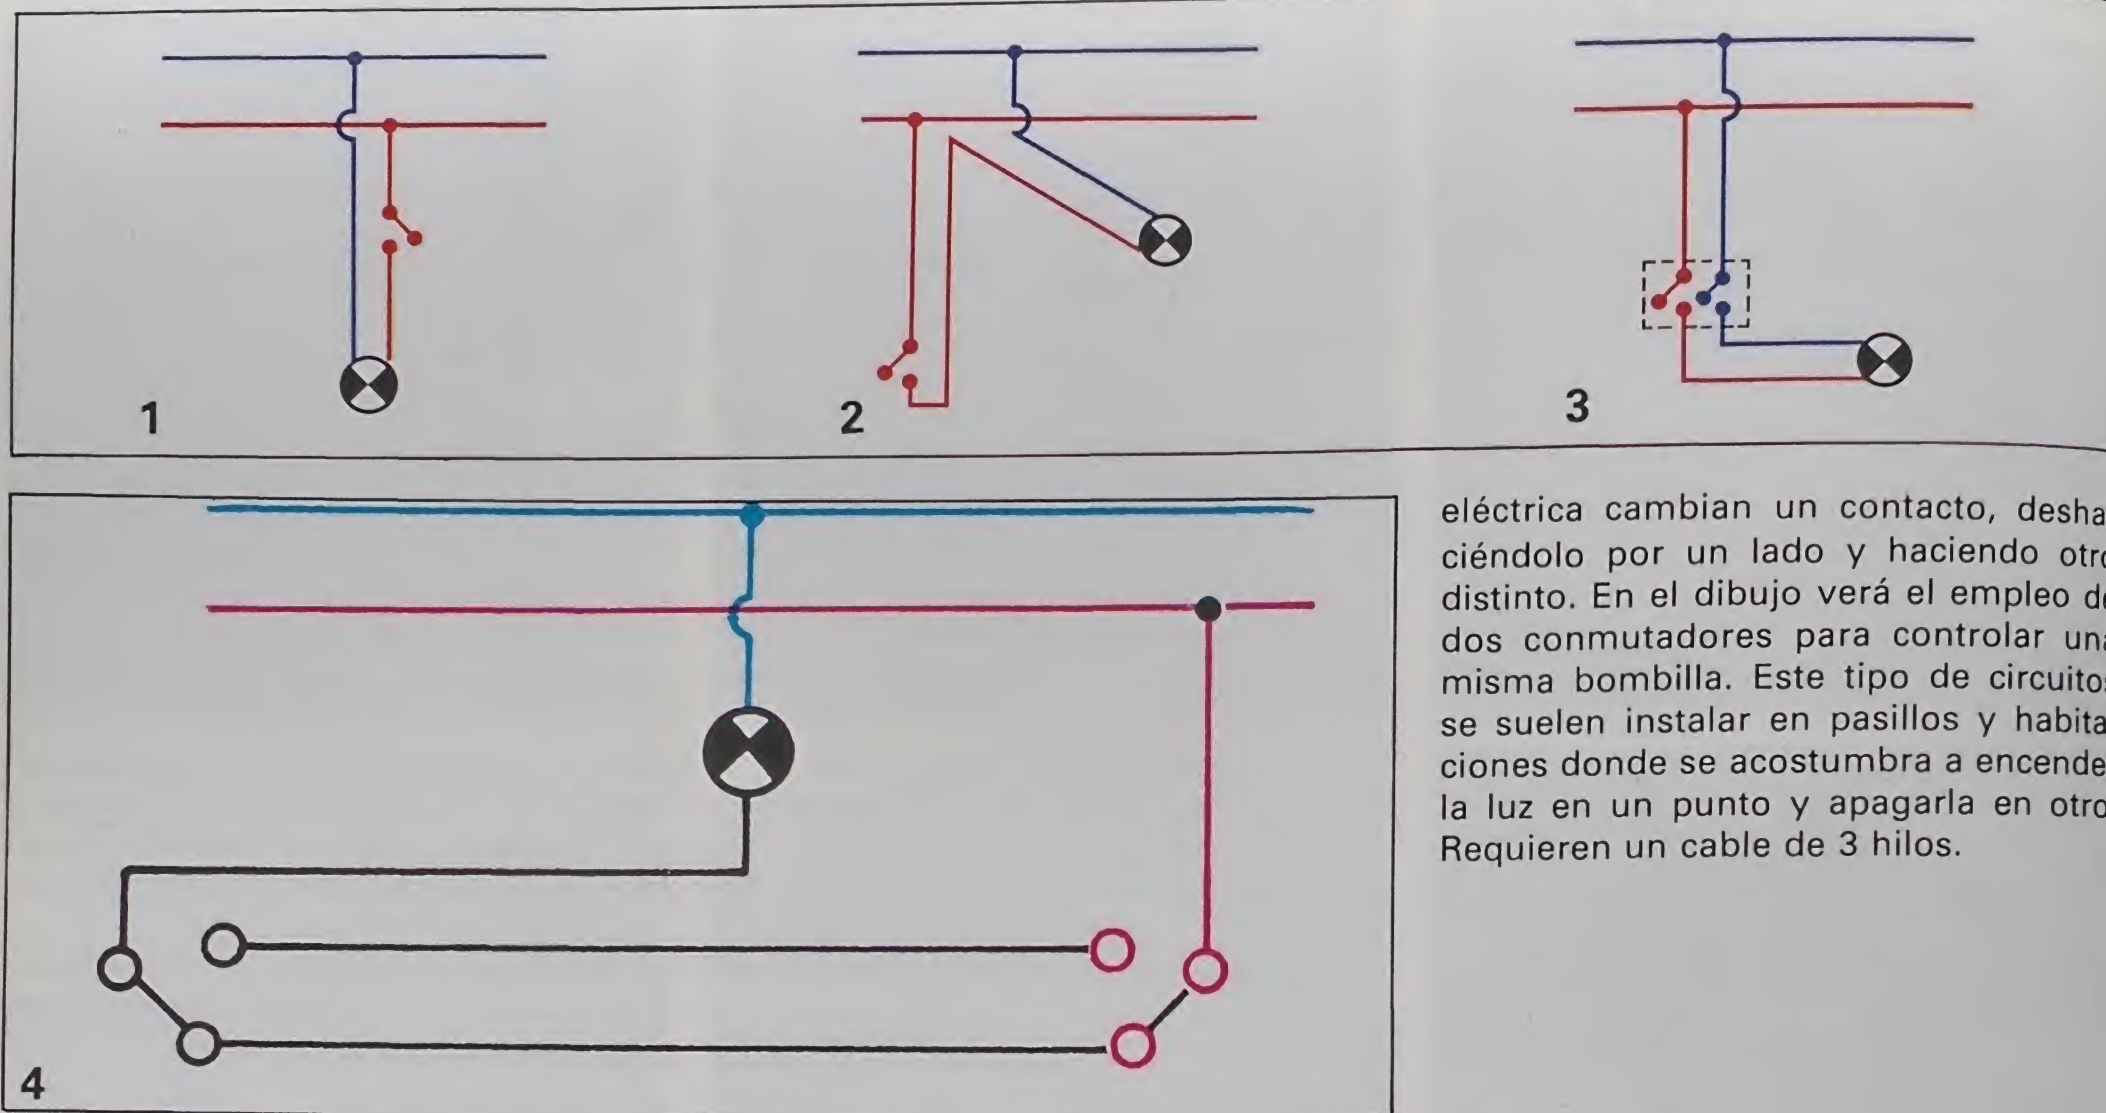 1
2
3
4
eléctrica cambian un contacto, desha
ciéndolo por un lado y haciendo otro
distinto. En el dibujo verá el empleo de
dos conmutadores para controlar una
misma bombilla. Este tipo de circuitos
se suelen instalar en pasillos y habita
ciones donde se acostumbra a encende
la luz en un punto y apagarla en otro
Requieren un cable de 3 hilos.